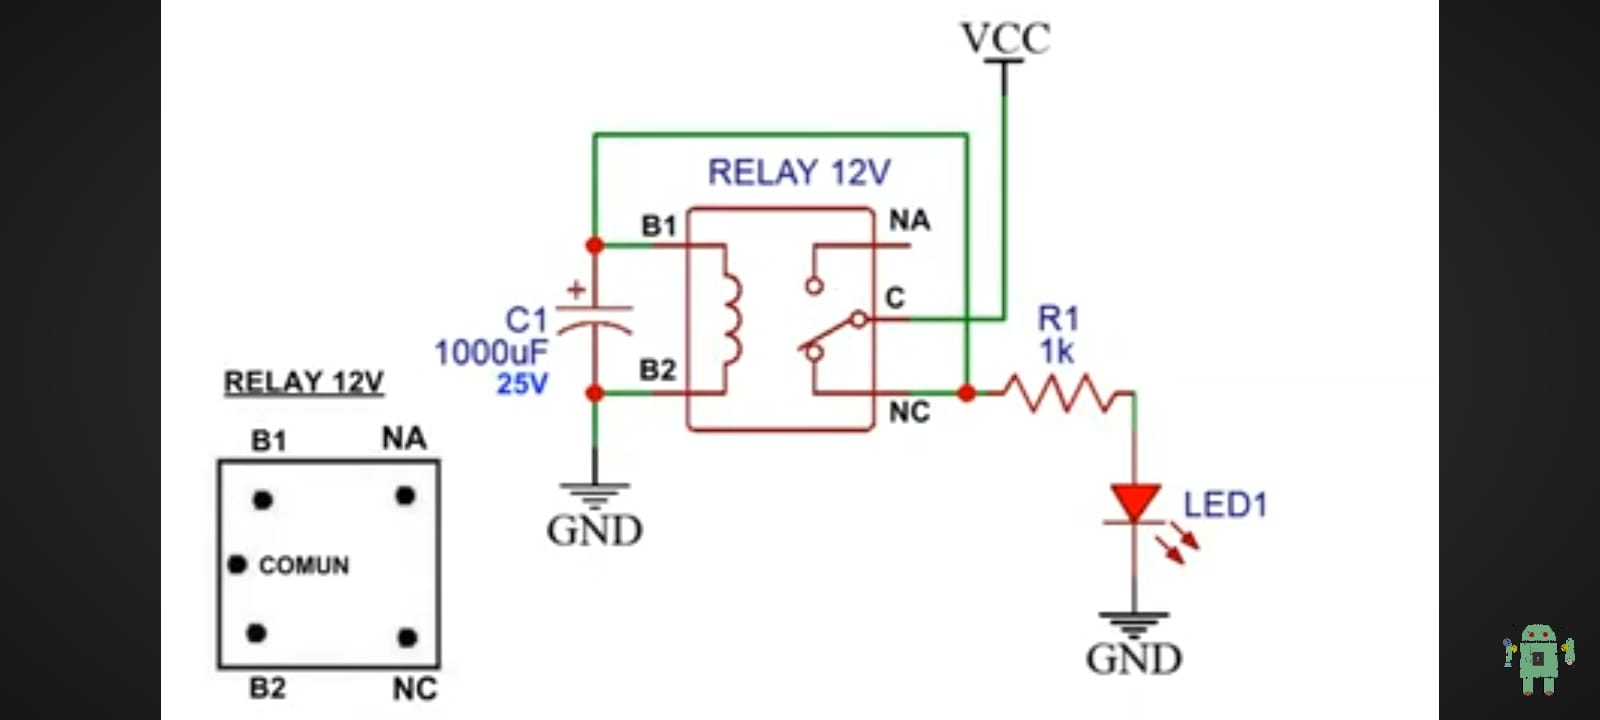 VCC
RELAY 12V
B1
NA
+
C
C1
1000uF
25V
R1
1k
B2
NC
RELAY 12V
B1
NA
COMUN
B2
NC
GND
LED1
GND